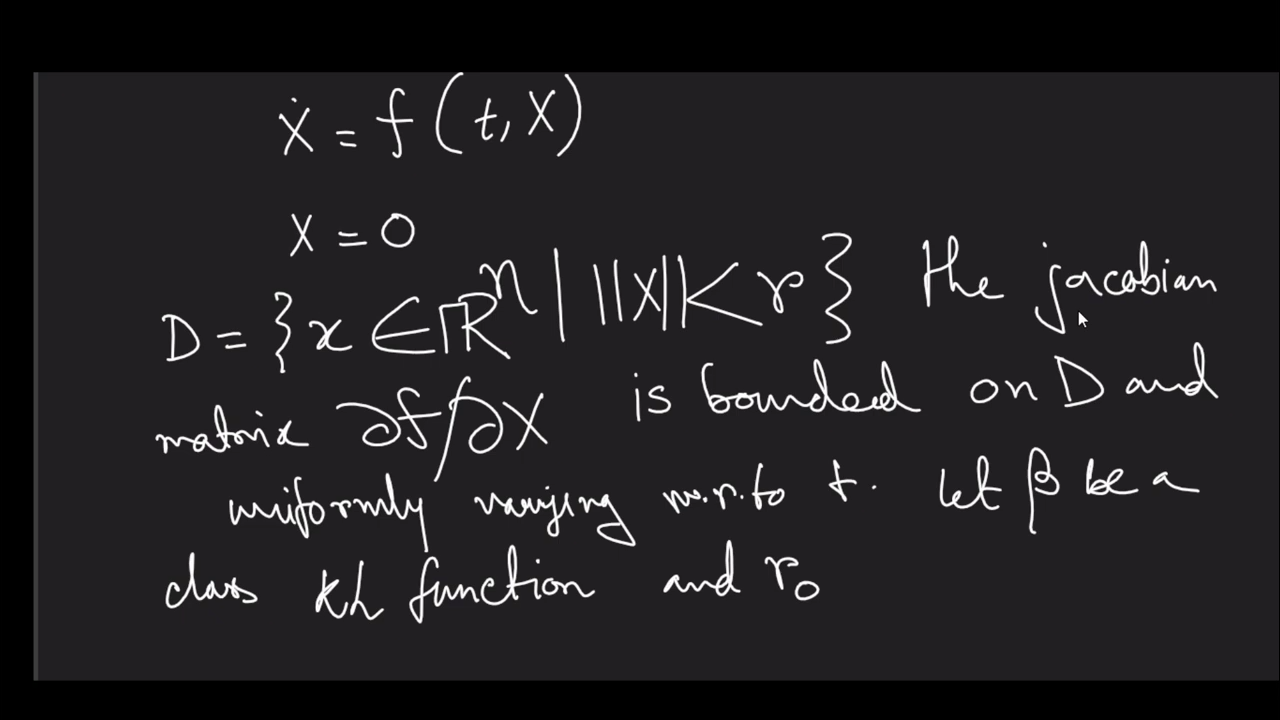 Ẋ = f (t, X)
X = 0
D = { x ∈ ℝⁿ | ||X|| < r } the jacobian
matrix ∂f/∂X is bounded on D and
uniformly varying w.r.to t. let β be a
class KL function and r₀